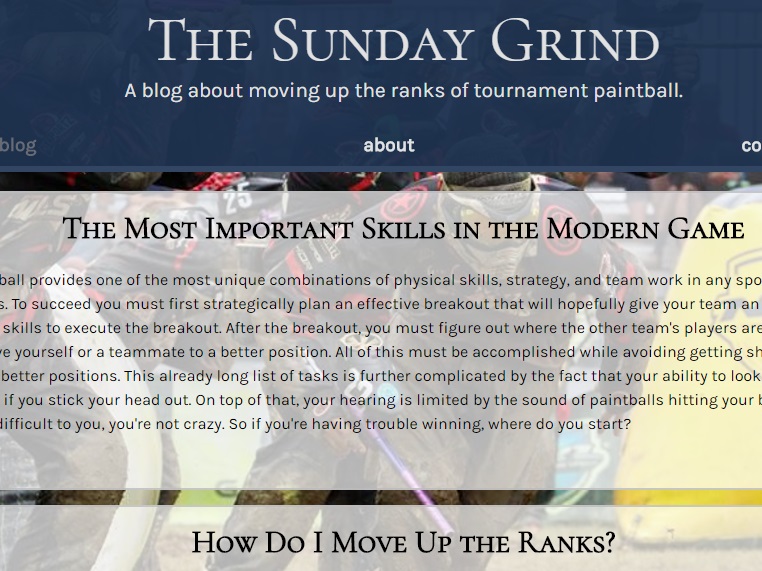 The Sunday Grind
A blog about moving up the ranks of tournament paintball.
blog about co
25
The Most Important Skills in the Modern Game
ball provides one of the most unique combinations of physical skills, strategy, and team work in any spo
s. To succeed you must first strategically plan an effective breakout that will hopefully give your team an
skills to execute the breakout. After the breakout, you must figure out where the other team's players are
ve yourself or a teammate to a better position. All of this must be accomplished while avoiding getting sh
better positions. This already long list of tasks is further complicated by the fact that your ability to look
if you stick your head out. On top of that, your hearing is limited by the sound of paintballs hitting your b
difficult to you, you're not crazy. So if you're having trouble winning, where do you start?
How Do I Move Up the Ranks?